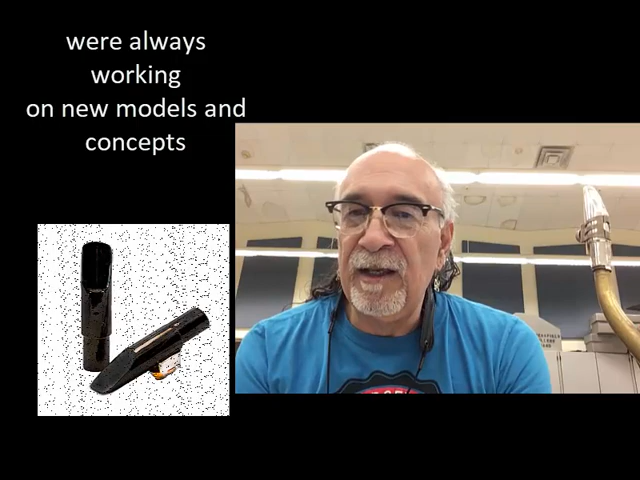 were always
working
on new models and
concepts